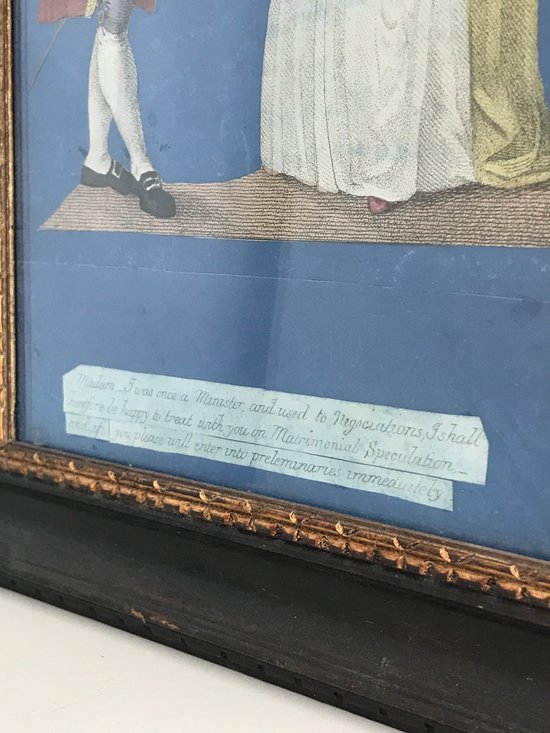 Madam_I was once a Minister, and used to Negociations, I shall
therefore be happy to treat with you on Matrimonial Speculation_
and if you please will enter into preleminaries immediately._